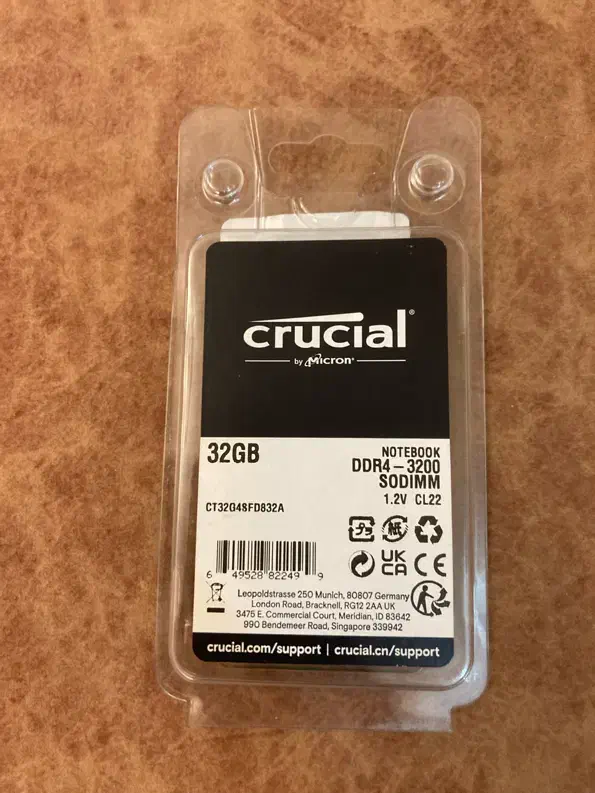 crucial®
by Micron®
32GB
NOTEBOOK
DDR4-3200
SODIMM
1.2V CL22
CT32G4SFD832A
UK
CA
CE
6 49528 82249 9
Leopoldstrasse 250 Munich, 80807 Germany
London Road, Bracknell, RG12 2AA UK
3475 E. Commercial Court, Meridian, ID 83642
990 Bendemeer Road, Singapore 339942
crucial.com/support | crucial.cn/support